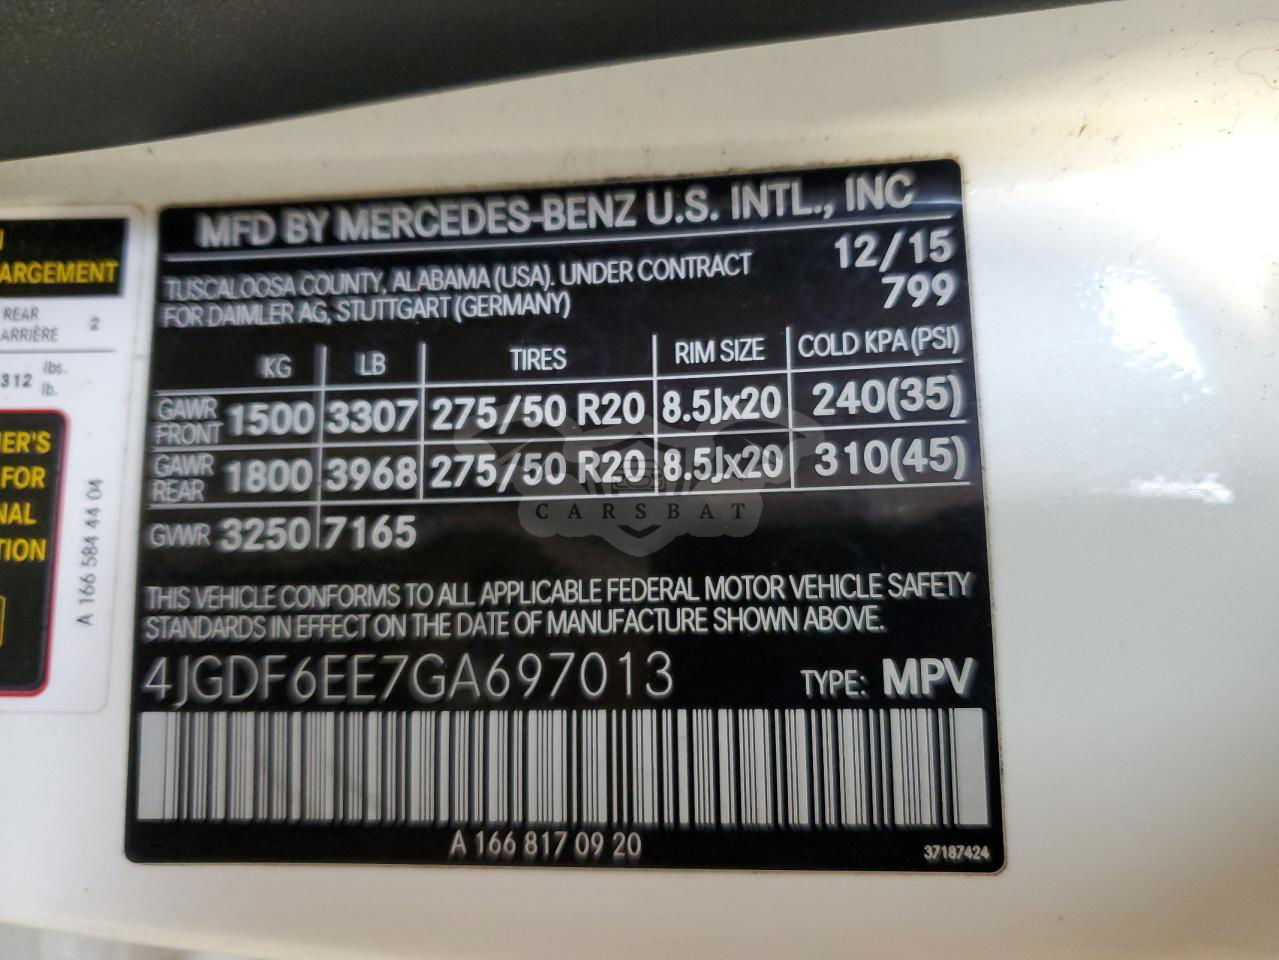 MFD BY MERCEDES-BENZ U.S. INTL., INC
TUSCALOOSA COUNTY, ALABAMA (USA). UNDER CONTRACT 12/15
FOR DAIMLER AG, STUTTGART (GERMANY) 799
KG LB TIRES RIM SIZE COLD KPA (PSI)
GAWR FRONT 1500 3307 275/50 R20 8.5Jx20 240(35)
GAWR REAR 1800 3968 275/50 R20 8.5Jx20 310(45)
GVWR 3250 7165
CARSBAT
THIS VEHICLE CONFORMS TO ALL APPLICABLE FEDERAL MOTOR VEHICLE SAFETY
STANDARDS IN EFFECT ON THE DATE OF MANUFACTURE SHOWN ABOVE.
4JGDF6EE7GA697013 TYPE: MPV
A 166 817 09 20
37187424
ARGEMENT
REAR 2
ARRIÈRE
312 lbs.
lb.
ER'S
FOR
NAL
TION
A 166 584 44 04